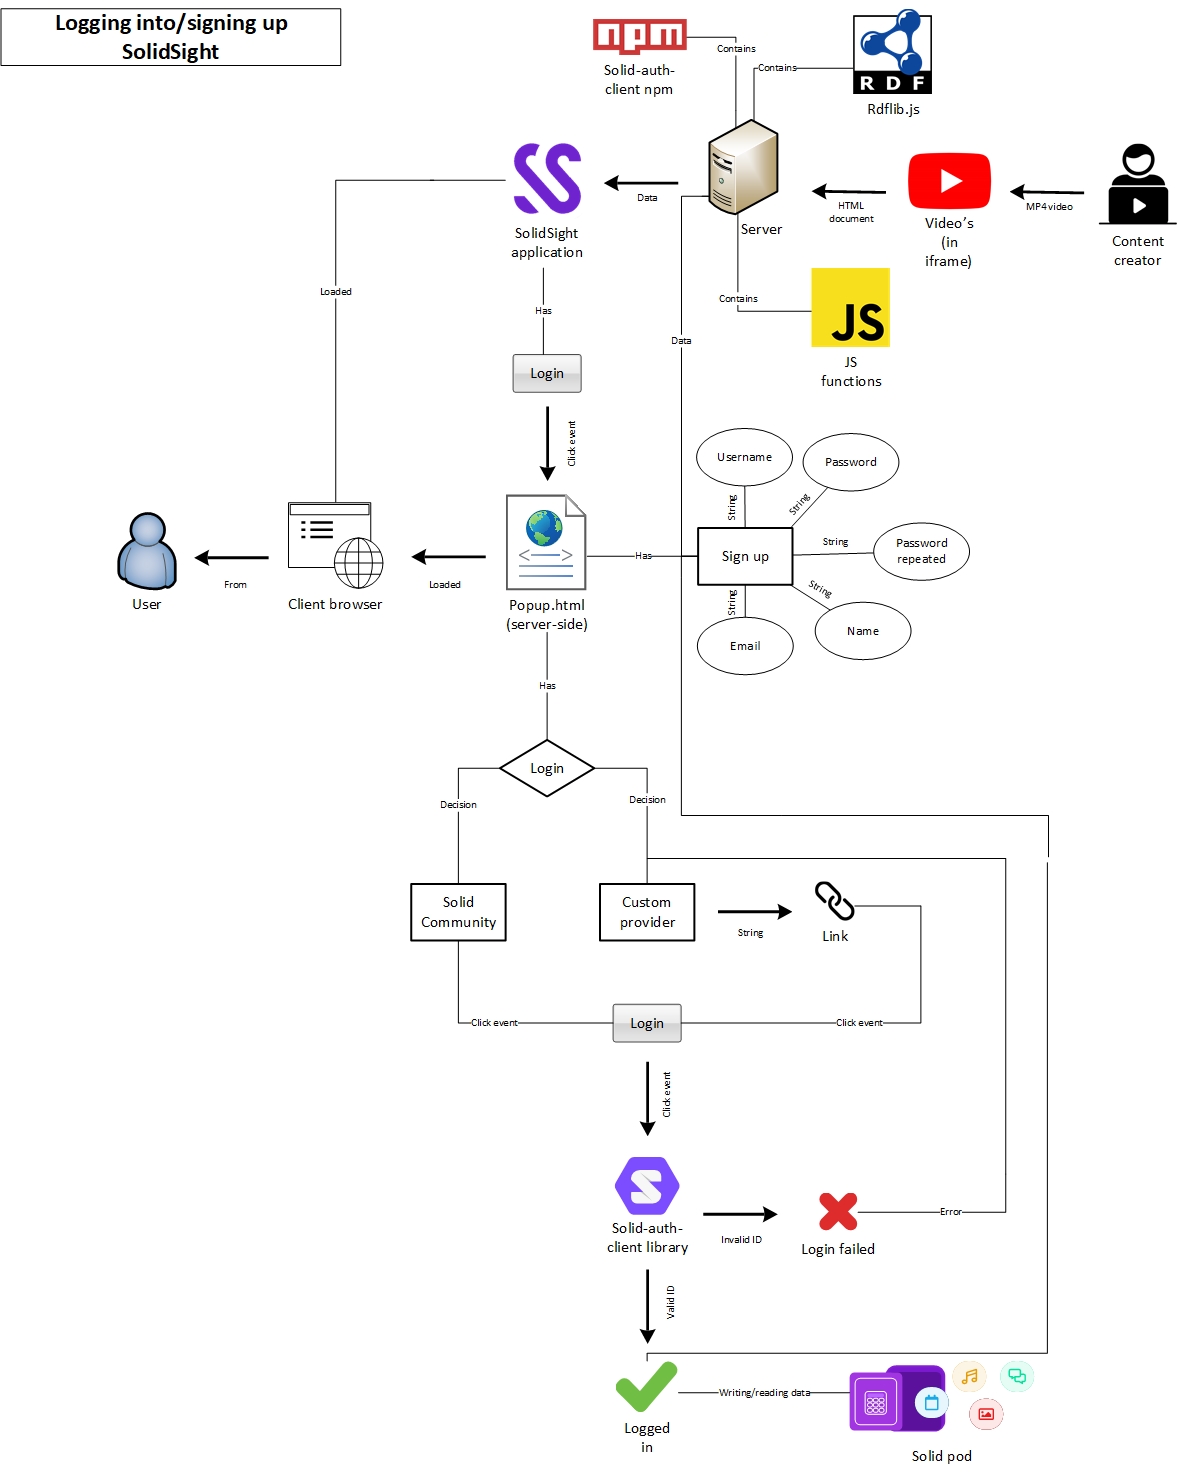 Logging into/signing up
SolidSight
npm
Solid-auth-
client npm
Contains
Contains
RDF
Rdflib.js
SolidSight
application
Data
Server
HTML
document
Video's
(in
iframe)
MP4 video
Content
creator
Loaded
Has
Contains
JS
JS
functions
Data
Login
Click event
Username
Password
String
String
Sign up
String
Password
repeated
String
String
Name
Email
Has
User
From
Client browser
Loaded
Popup.html
(server-side)
Has
Login
Decision
Decision
Solid
Community
Custom
provider
String
Link
Click event
Login
Click event
Click event
Solid-auth-
client library
Invalid ID
Login failed
Error
Valid ID
Logged
in
Writing/reading data
Solid pod